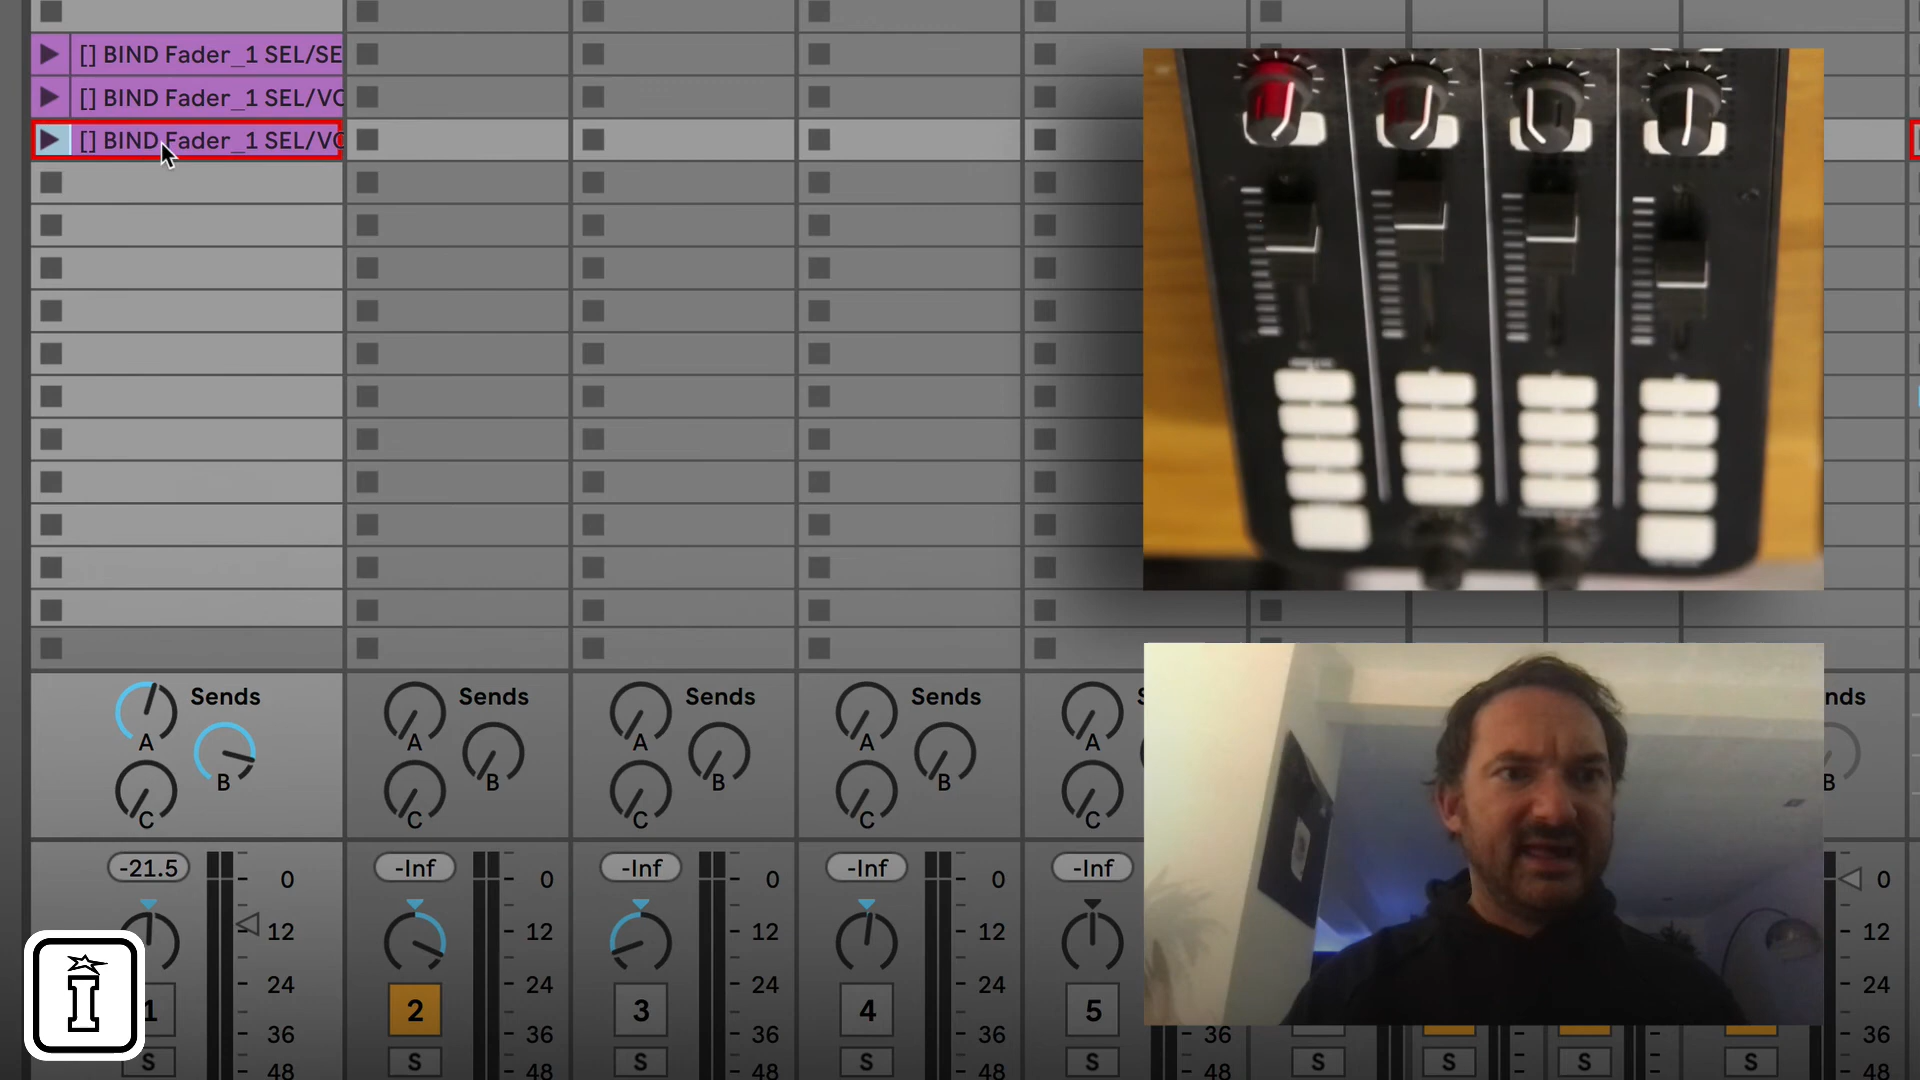 [] BIND Fader_1 SEL/SE
[] BIND Fader_1 SEL/VO
[] BIND Fader_1 SEL/VO
Sends Sends Sends Sends S nds
A A A A A
B B B B B
C C C C C
-21.5 -Inf -Inf -Inf -Inf
0 0 0 0 0
12 12 12 12 12
24 24 24 24 24
1 2 3 4 5
36 36 36 36 36 36
S S S S S S S S S
48 48 48 48 48 48